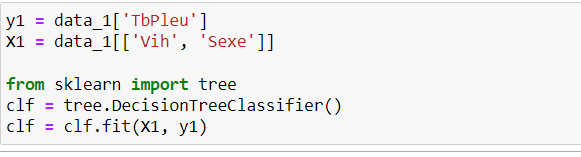 y1 = data_1['TbPleu']
X1 = data_1[['Vih', 'Sexe']]
from sklearn import tree
clf = tree.DecisionTreeClassifier()
clf = clf.fit(X1, y1)